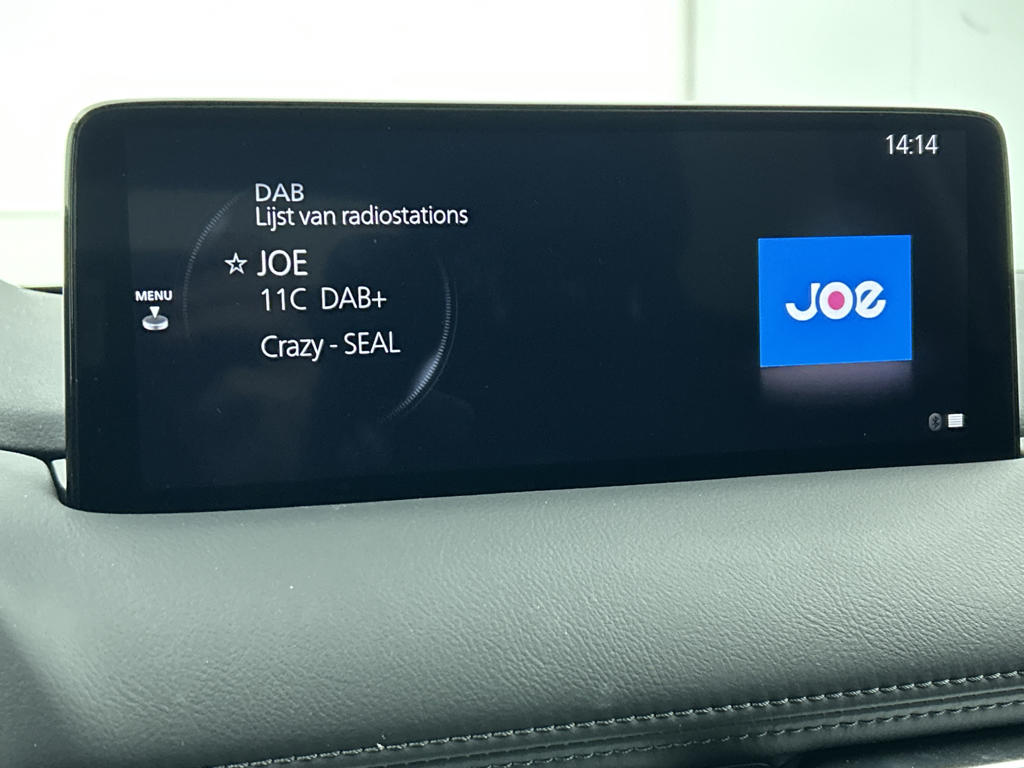 14:14
DAB
Lijst van radiostations
☆ JOE
MENU
11C DAB+
Crazy - SEAL
JOe